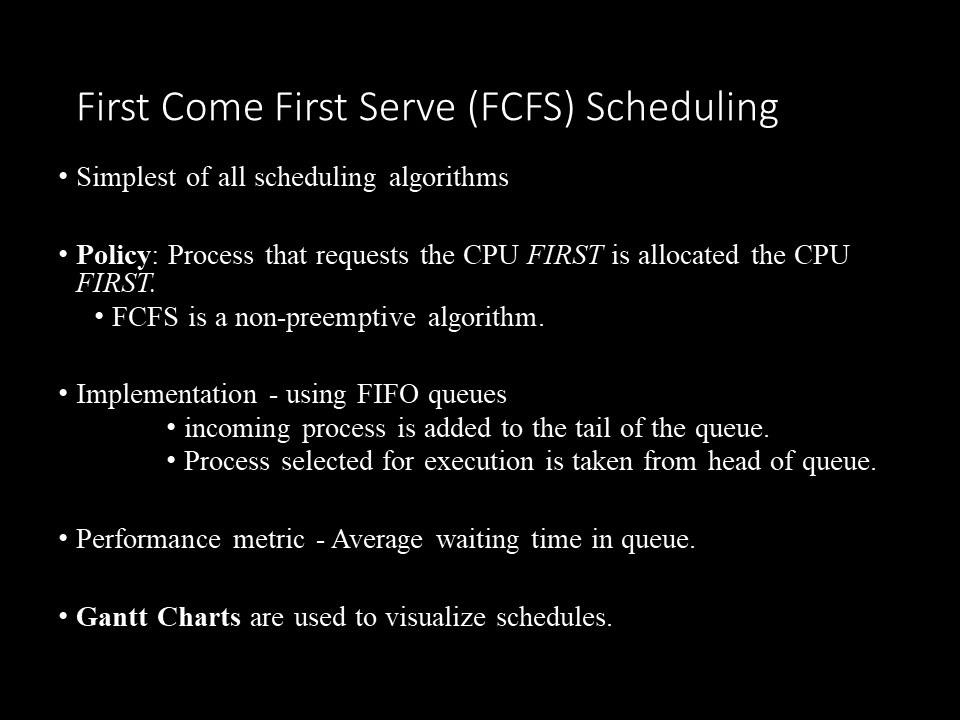 First Come First Serve (FCFS) Scheduling
• Simplest of all scheduling algorithms
• Policy: Process that requests the CPU FIRST is allocated the CPU
FIRST.
• FCFS is a non-preemptive algorithm.
• Implementation - using FIFO queues
• incoming process is added to the tail of the queue.
• Process selected for execution is taken from head of queue.
• Performance metric - Average waiting time in queue.
• Gantt Charts are used to visualize schedules.